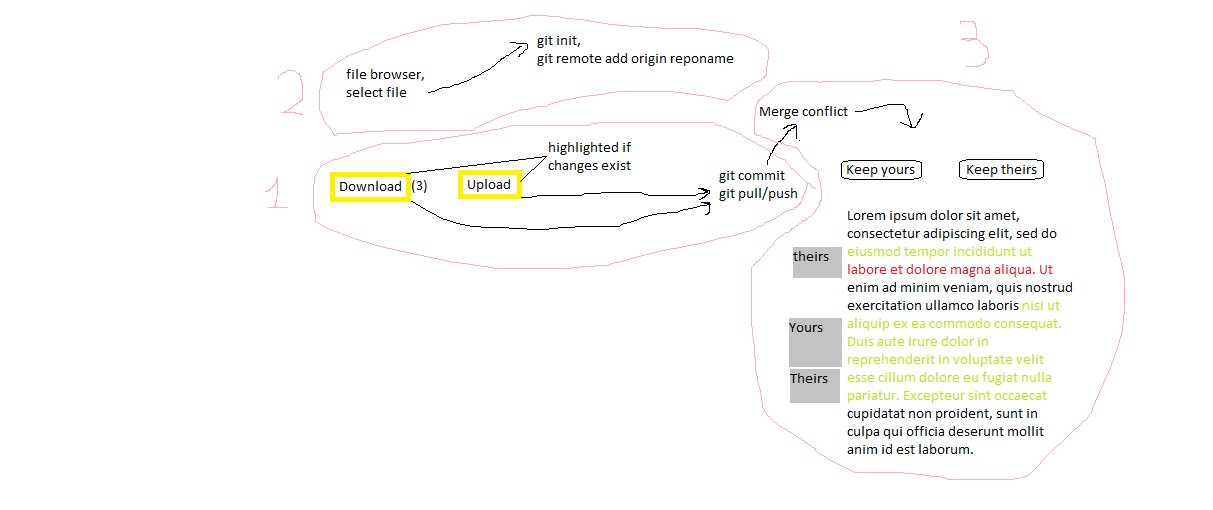 2
file browser,
select file
git init,
git remote add origin reponame
1
Download (3)
Upload
highlighted if
changes exist
git commit
git pull/push
3
Merge conflict
Keep yours
Keep theirs
theirs
Yours
Theirs
Lorem ipsum dolor sit amet,
consectetur adipiscing elit, sed do
eiusmod tempor incididunt ut
labore et dolore magna aliqua. Ut
enim ad minim veniam, quis nostrud
exercitation ullamco laboris nisi ut
aliquip ex ea commodo consequat.
Duis aute irure dolor in
reprehenderit in voluptate velit
esse cillum dolore eu fugiat nulla
pariatur. Excepteur sint occaecat
cupidatat non proident, sunt in
culpa qui officia deserunt mollit
anim id est laborum.